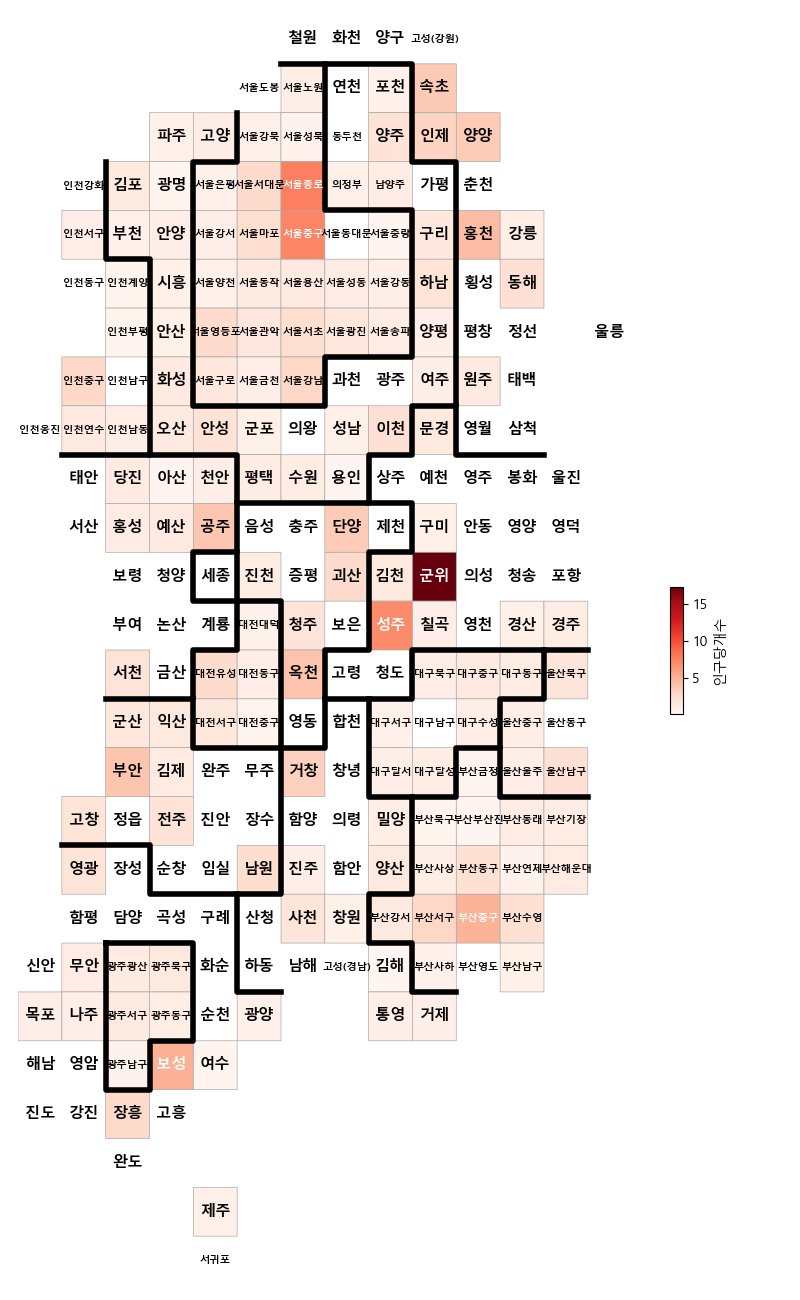 철원 화천 양구 고성(강원)
서울도봉 서울노원 연천 포천 속초
파주 고양 서울강북 서울성북 동두천 양주 인제 양양
인천강화 김포 광명 서울은평 서울서대문 서울종로 의정부 남양주 가평 춘천
인천서구 부천 안양 서울강서 서울마포 서울중구 서울동대문 서울중랑 구리 홍천 강릉
인천동구 인천계양 시흥 서울양천 서울동작 서울용산 서울성동 서울강동 하남 횡성 동해
인천부평 안산 서울영등포 서울관악 서울서초 서울광진 서울송파 양평 평창 정선 울릉
인천중구 인천남구 화성 서울구로 서울금천 서울강남 과천 광주 여주 원주 태백
인천옹진 인천연수 인천남동 오산 안성 군포 의왕 성남 이천 문경 영월 삼척
태안 당진 아산 천안 평택 수원 용인 상주 예천 영주 봉화 울진
서산 홍성 예산 공주 음성 충주 단양 제천 구미 안동 영양 영덕
보령 청양 세종 진천 증평 괴산 김천 군위 의성 청송 포항
부여 논산 계룡 대전대덕 청주 보은 성주 칠곡 영천 경산 경주
서천 금산 대전유성 대전동구 옥천 고령 청도 대구북구 대구중구 대구동구 울산북구
군산 익산 대전서구 대전중구 영동 합천 대구서구 대구남구 대구수성 울산중구 울산동구
부안 김제 완주 무주 거창 창녕 대구달서 대구달성 부산금정 울산울주 울산남구
고창 정읍 전주 진안 장수 함양 의령 밀양 부산북구 부산부산진 부산동래 부산기장
영광 장성 순창 임실 남원 진주 함안 양산 부산사상 부산동구 부산연제 부산해운대
함평 담양 곡성 구례 산청 사천 창원 부산강서 부산서구 부산중구 부산수영
신안 무안 광주광산 광주북구 화순 하동 남해 고성(경남) 김해 부산사하 부산영도 부산남구
목포 나주 광주서구 광주동구 순천 광양 통영 거제
해남 영암 광주남구 보성 여수
진도 강진 장흥 고흥
완도
제주
서귀포
15
10
5
인구당개수